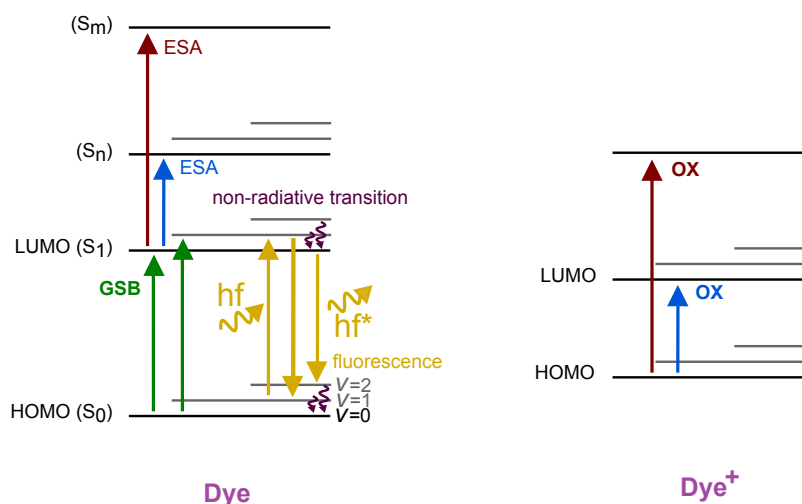 (Sm)
ESA
(Sn)
ESA
non-radiative transition
LUMO (S1)
GSB
hf
hf*
fluorescence
V=2
V=1
HOMO (S0)
V=0
Dye
OX
LUMO
OX
HOMO
Dye+